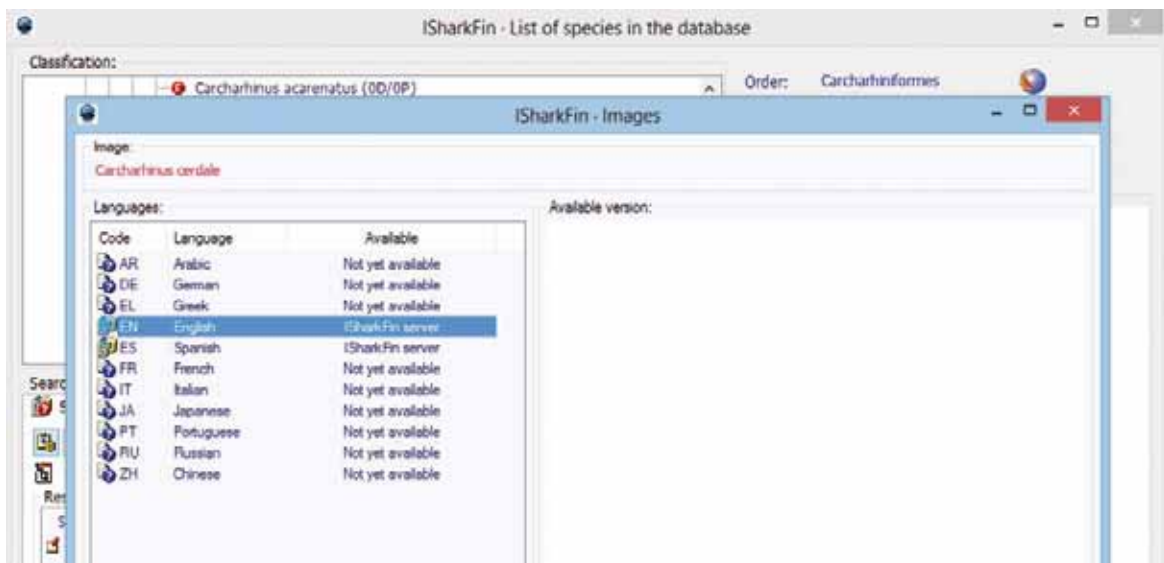 ISharkFin - List of species in the database
Classfication:
Carcharhinus acarenatus (0D/0P)
Order: Carcharhiniformes
ISharkFin - Images
Image:
Carcharhinus cerdale
Languages:
Available version:
Code Language Available
AR Arabic Not yet available
DE German Not yet available
EL Greek Not yet available
EN English ISharkFin server
ES Spanish ISharkFin server
FR French Not yet available
IT Italian Not yet available
JA Japanese Not yet available
PT Portuguese Not yet available
RU Russian Not yet available
ZH Chinese Not yet available
Searc
S
Res
S